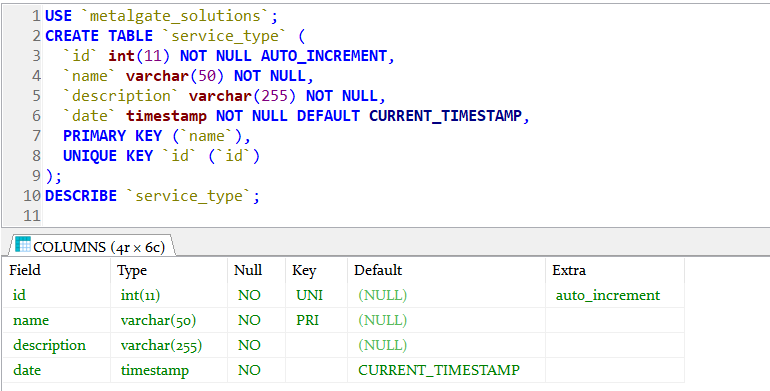 1 USE `metalgate_solutions`;
2 CREATE TABLE `service_type` (
3 `id` int(11) NOT NULL AUTO_INCREMENT,
4 `name` varchar(50) NOT NULL,
5 `description` varchar(255) NOT NULL,
6 `date` timestamp NOT NULL DEFAULT CURRENT_TIMESTAMP,
7 PRIMARY KEY (`name`),
8 UNIQUE KEY `id` (`id`)
9 );
10 DESCRIBE `service_type`;
11
COLUMNS (4r × 6c)
Field Type Null Key Default Extra
id int(11) NO UNI (NULL) auto_increment
name varchar(50) NO PRI (NULL)
description varchar(255) NO (NULL)
date timestamp NO CURRENT_TIMESTAMP